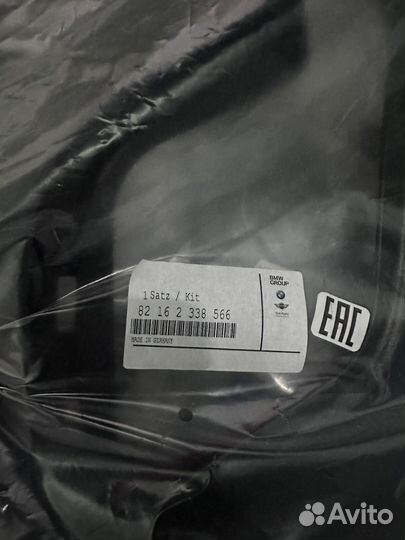 1 Satz / Kit
82 16 2 338 566
MADE IN GERMANY
BMW
GROUP
EAC
Avito